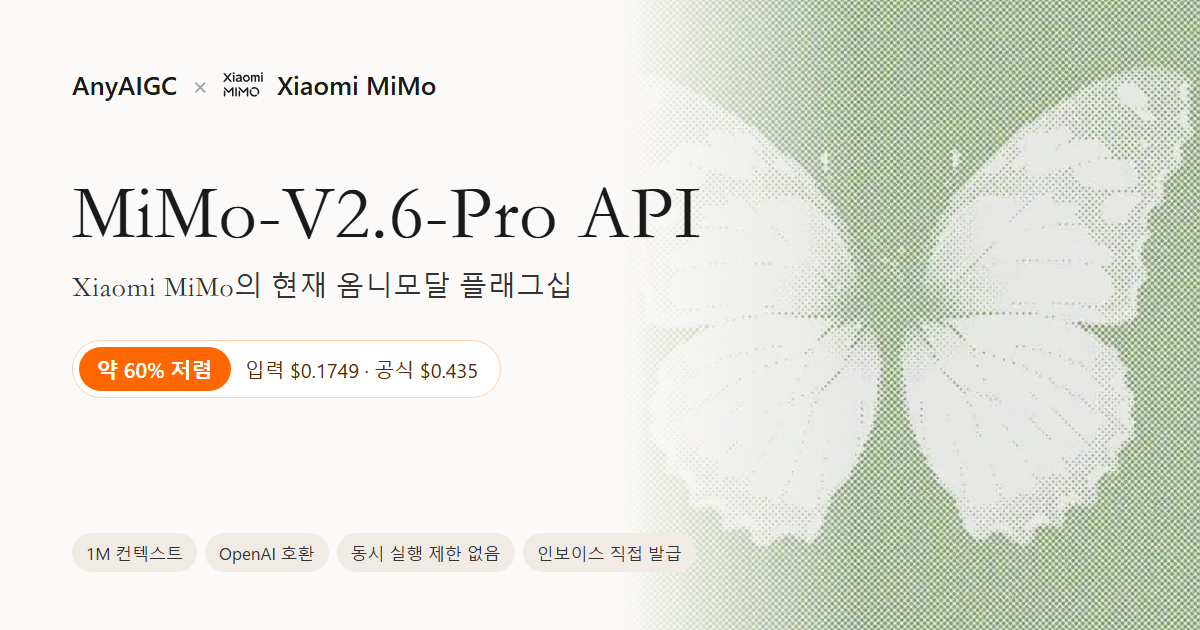 AnyAIGC × Xiaomi MIMO Xiaomi MiMo
MiMo-V2.6-Pro API
Xiaomi MiMo의 현재 옴니모달 플래그십
약 60% 저렴 입력 $0.1749 · 공식 $0.435
1M 컨텍스트 OpenAI 호환 동시 실행 제한 없음 인보이스 직접 발급